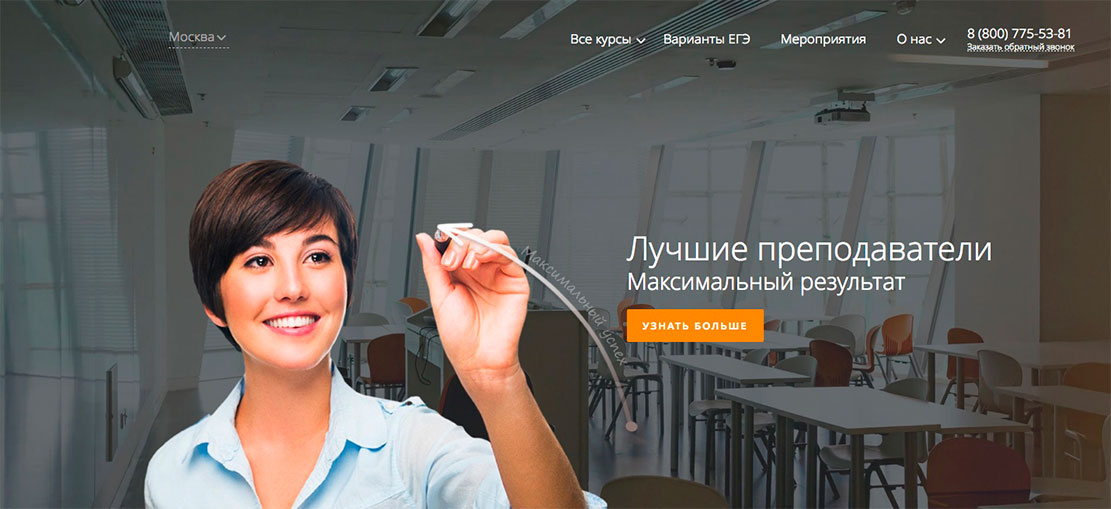 Москва
Все курсы
Варианты ЕГЭ
Мероприятия
О нас
8 (800) 775-53-81
Заказать обратный звонок
Максимальный успех
Лучшие преподаватели
Максимальный результат
УЗНАТЬ БОЛЬШЕ